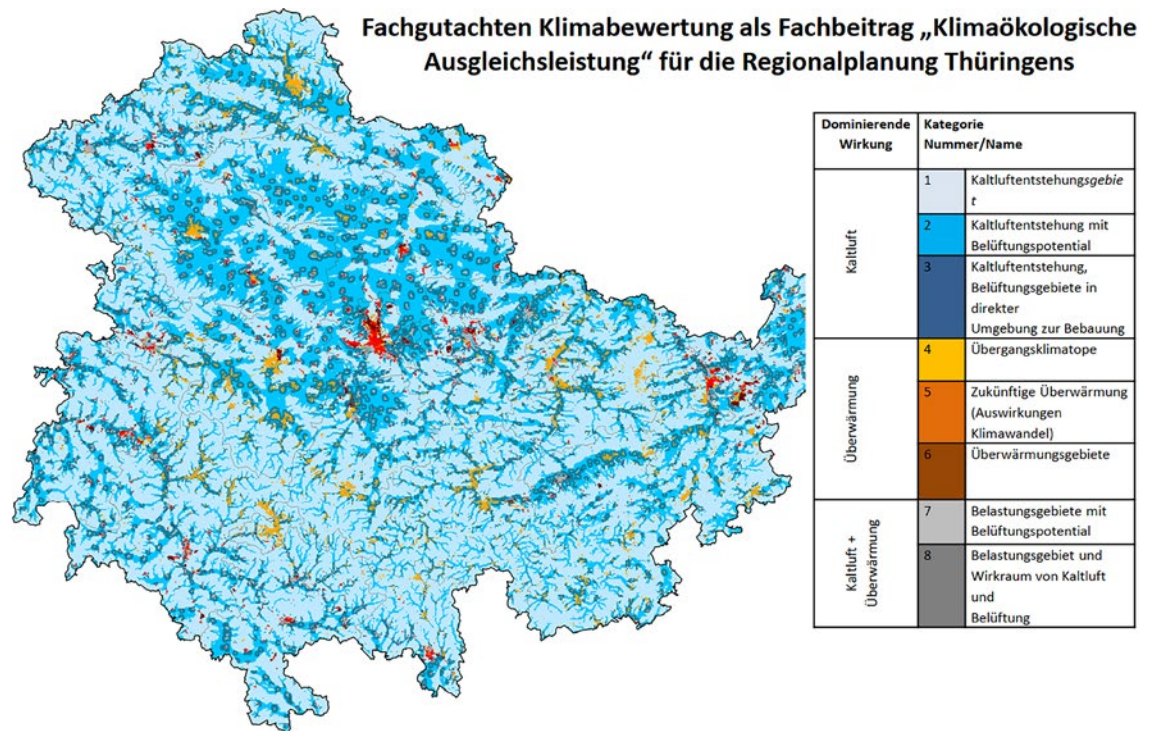 Fachgutachten Klimabewertung als Fachbeitrag „Klimaökologische
Ausgleichsleistung“ für die Regionalplanung Thüringens
Dominierende
Wirkung
Kategorie
Nummer/Name
Kaltluft
1
Kaltluftentstehungsgebie
t
2
Kaltluftentstehung mit
Belüftungspotential
3
Kaltluftentstehung,
Belüftungsgebiete in
direkter
Umgebung zur Bebauung
Überwärmung
4
Übergangsklimatope
5
Zukünftige Überwärmung
(Auswirkungen
Klimawandel)
6
Überwärmungsgebiete
Kaltluft +
Überwärmung
7
Belastungsgebiete mit
Belüftungspotential
8
Belastungsgebiet und
Wirkraum von Kaltluft
und
Belüftung